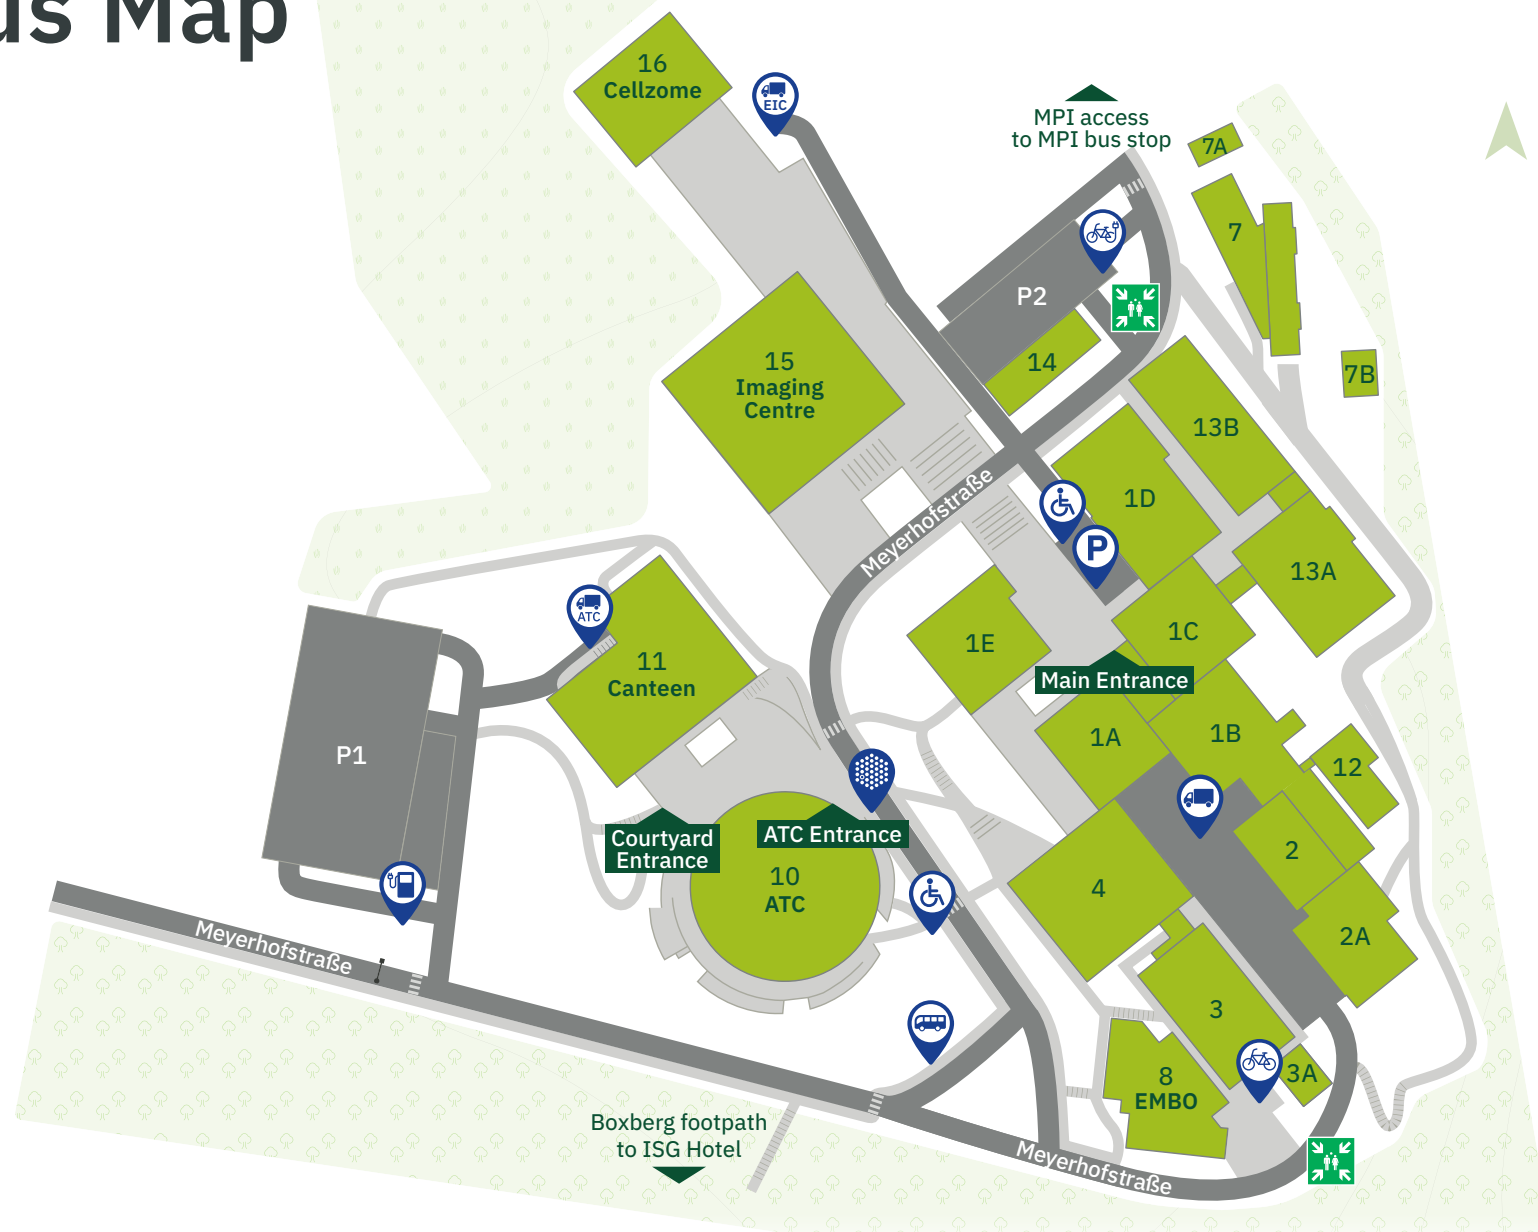 us Map
16
Cellzome
EIC
MPI access
to MPI bus stop
7A
7
P2
14
7B
15
Imaging
Centre
13B
1D
Meyerhofstraße
P
13A
ATC
11
Canteen
1E
1C
Main Entrance
1A
1B
12
P1
Courtyard
Entrance
ATC Entrance
10
ATC
2
4
2A
Meyerhofstraße
3
3A
8
EMBO
Boxberg footpath
to ISG Hotel
Meyerhofstraße